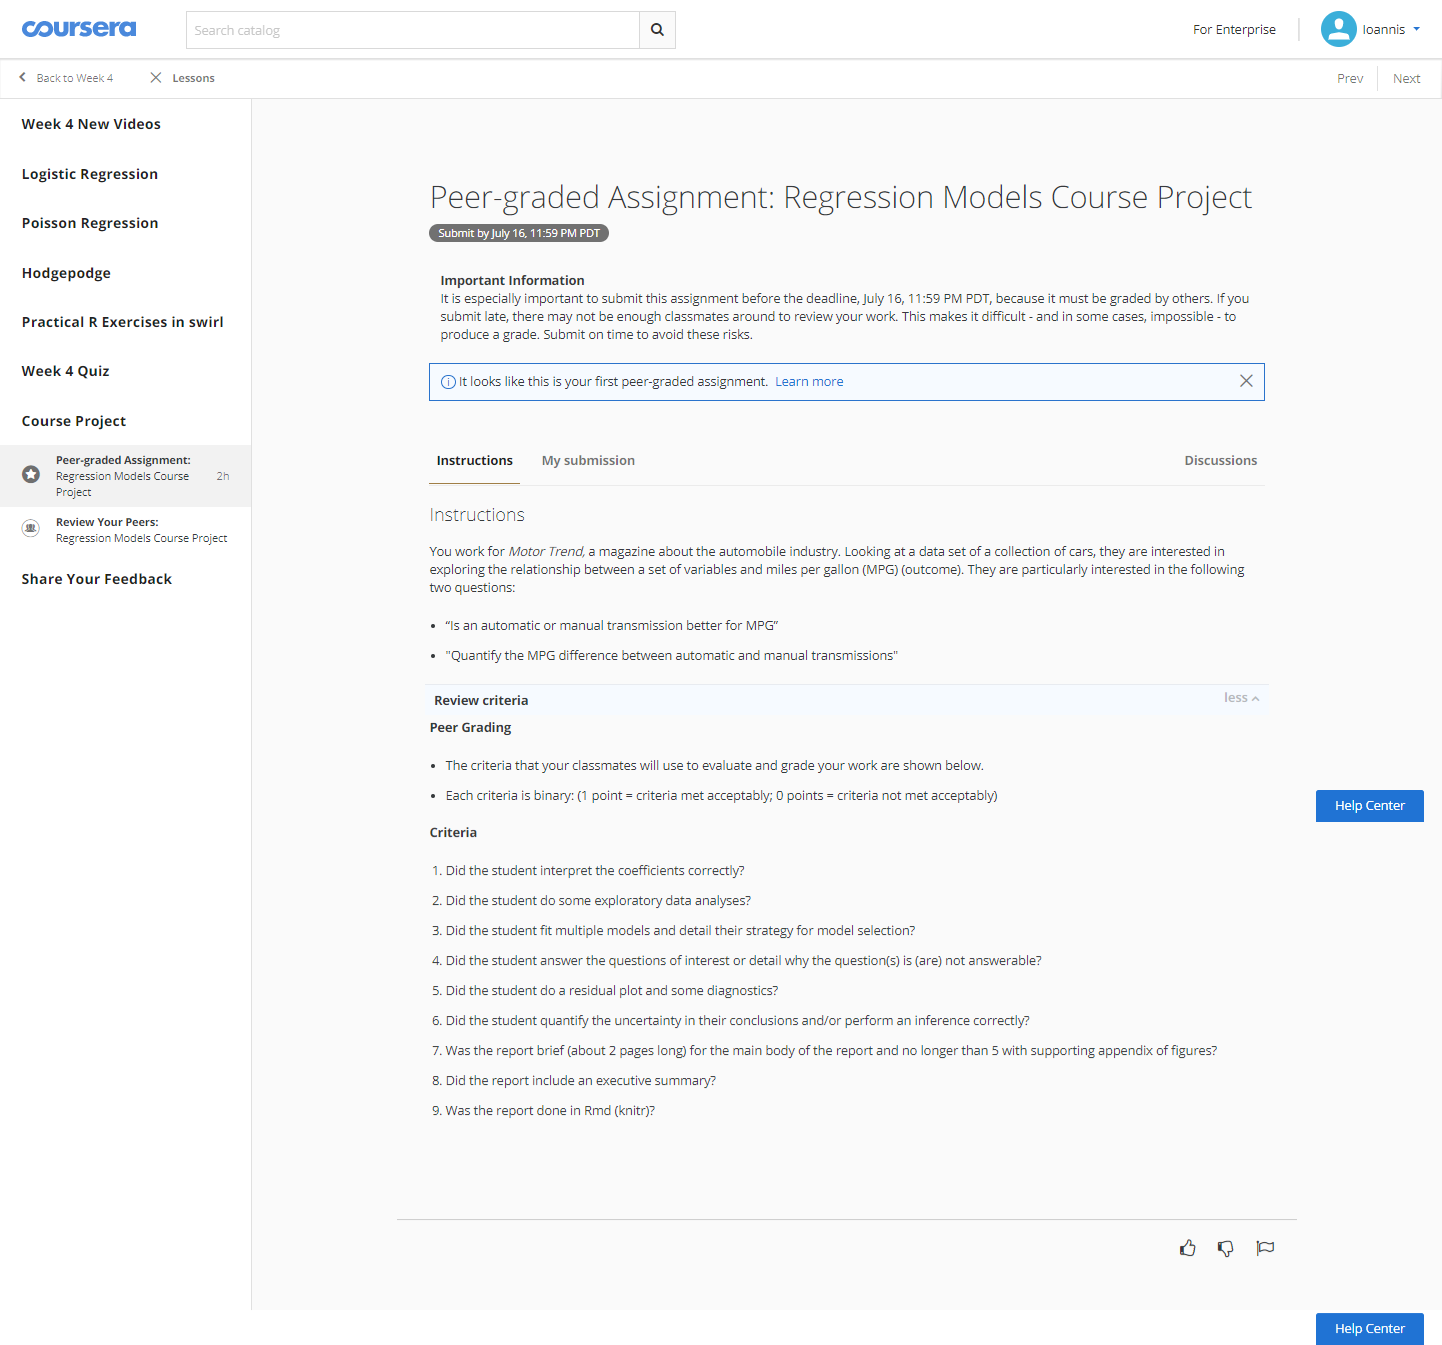 coursera
Search catalog
For Enterprise
Ioannis
Back to Week 4
Lessons
Prev
Next
Week 4 New Videos
Logistic Regression
Poisson Regression
Hodgepodge
Practical R Exercises in swirl
Week 4 Quiz
Course Project
Peer-graded Assignment:
Regression Models Course
Project
2h
Review Your Peers:
Regression Models Course Project
Share Your Feedback
Peer-graded Assignment: Regression Models Course Project
Submit by July 16, 11:59 PM PDT
Important Information
It is especially important to submit this assignment before the deadline, July 16, 11:59 PM PDT, because it must be graded by others. If you
submit late, there may not be enough classmates around to review your work. This makes it difficult - and in some cases, impossible - to
produce a grade. Submit on time to avoid these risks.
It looks like this is your first peer-graded assignment. Learn more
Instructions
My submission
Discussions
Instructions
You work for Motor Trend, a magazine about the automobile industry. Looking at a data set of a collection of cars, they are interested in
exploring the relationship between a set of variables and miles per gallon (MPG) (outcome). They are particularly interested in the following
two questions:
• “Is an automatic or manual transmission better for MPG”
• "Quantify the MPG difference between automatic and manual transmissions"
Review criteria
less
Peer Grading
• The criteria that your classmates will use to evaluate and grade your work are shown below.
• Each criteria is binary: (1 point = criteria met acceptably; 0 points = criteria not met acceptably)
Criteria
1. Did the student interpret the coefficients correctly?
2. Did the student do some exploratory data analyses?
3. Did the student fit multiple models and detail their strategy for model selection?
4. Did the student answer the questions of interest or detail why the question(s) is (are) not answerable?
5. Did the student do a residual plot and some diagnostics?
6. Did the student quantify the uncertainty in their conclusions and/or perform an inference correctly?
7. Was the report brief (about 2 pages long) for the main body of the report and no longer than 5 with supporting appendix of figures?
8. Did the report include an executive summary?
9. Was the report done in Rmd (knitr)?
Help Center
Help Center